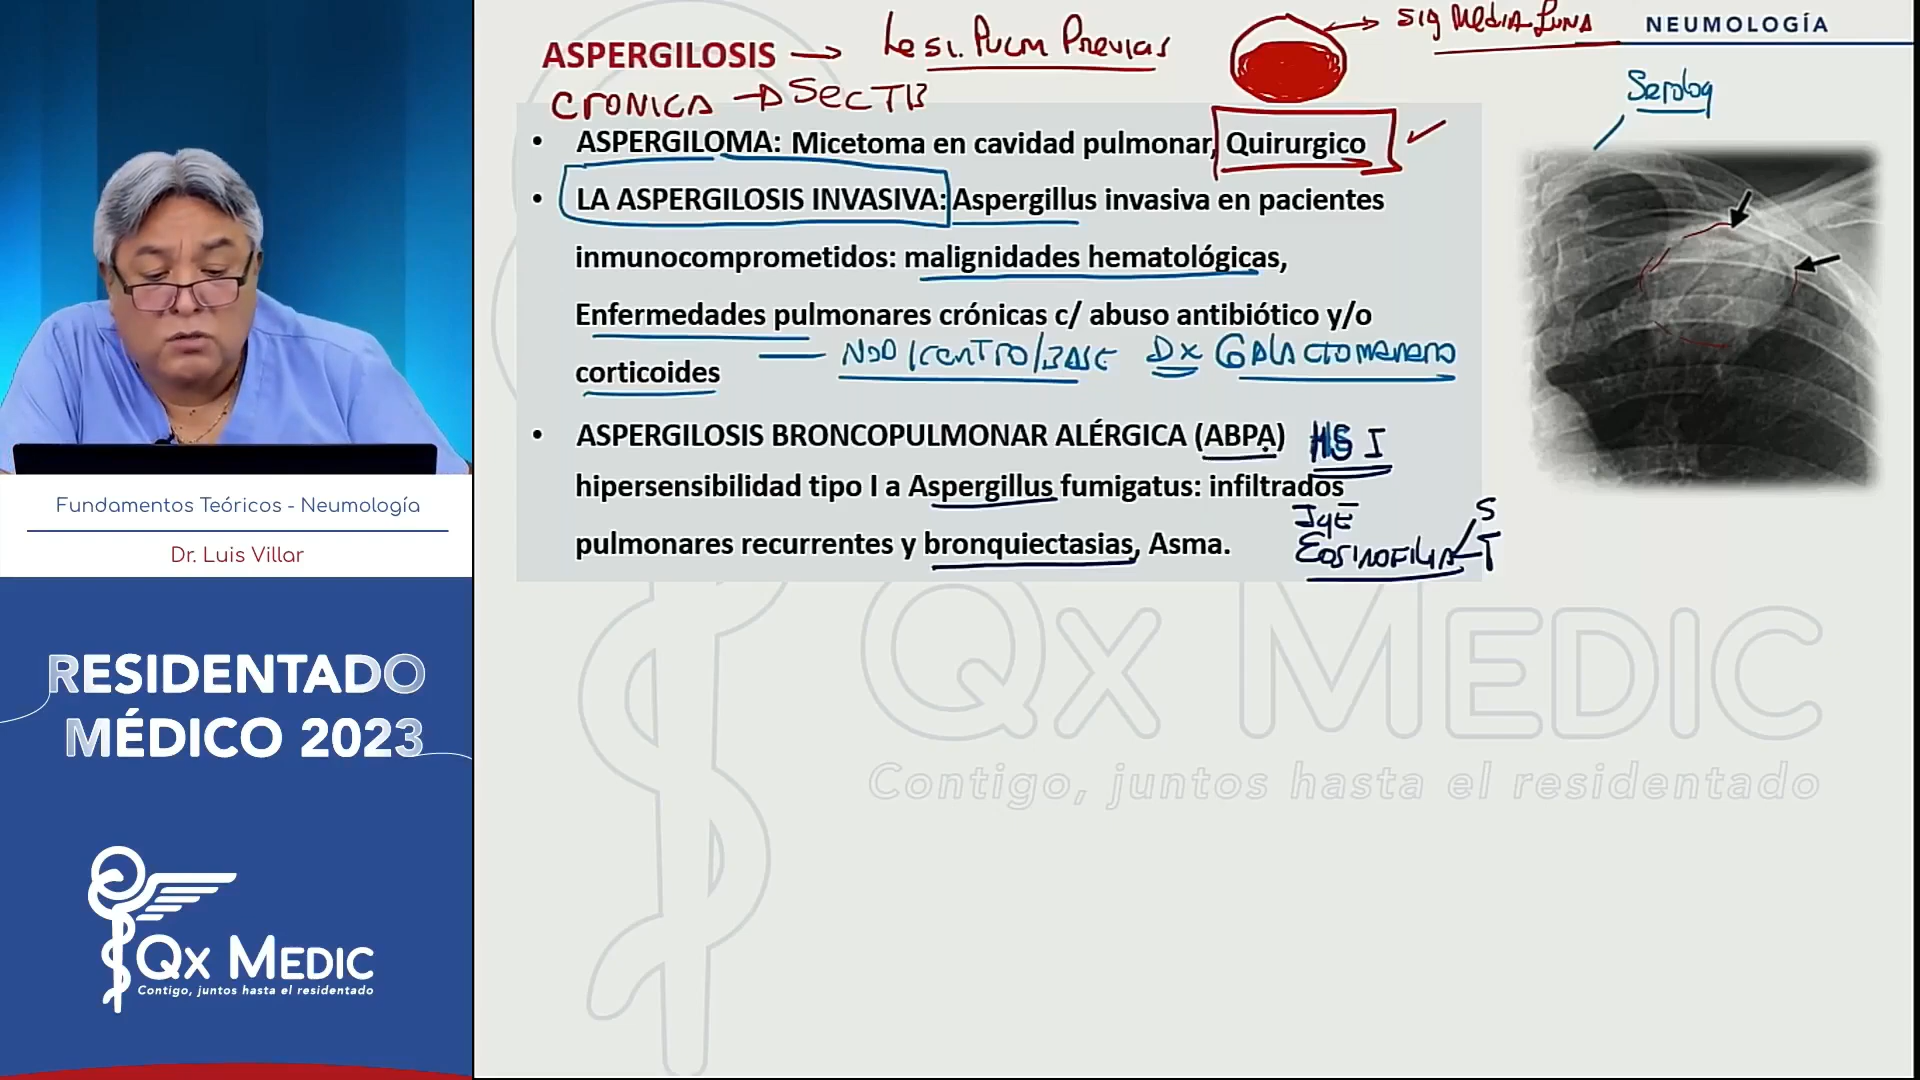 NEUMOLOGÍA
ASPERGILOSIS → Lesi. Pulm Previas
sig Media Luna
CRONICA → Sec TB
Serolog
• ASPERGILOMA: Micetoma en cavidad pulmonar, Quirurgico
• LA ASPERGILOSIS INVASIVA: Aspergillus invasiva en pacientes
inmunocomprometidos: malignidades hematológicas,
Enfermedades pulmonares crónicas c/ abuso antibiótico y/o
corticoides
Dx GALACTOMANANO
• ASPERGILOSIS BRONCOPULMONAR ALÉRGICA (ABPA) HS I
hipersensibilidad tipo I a Aspergillus fumigatus: infiltrados
pulmonares recurrentes y bronquiectasias, Asma.
IgE
EOSINOFILIA
S
T
Fundamentos Teóricos - Neumología
Dr. Luis Villar
RESIDENTADO
MÉDICO 2023
QX MEDIC
Contigo, juntos hasta el residentado
QX MEDIC
Contigo, juntos hasta el residentado